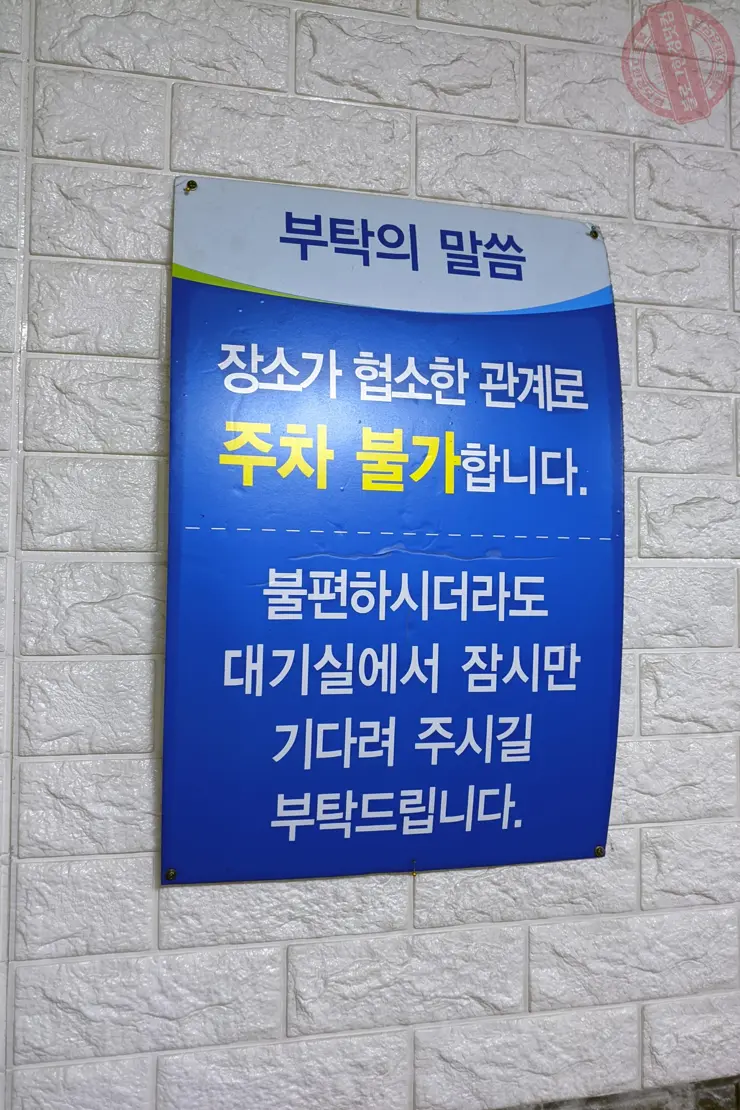 부탁의 말씀
장소가 협소한 관계로
주차 불가합니다.
불편하시더라도
대기실에서 잠시만
기다려 주시길
부탁드립니다.